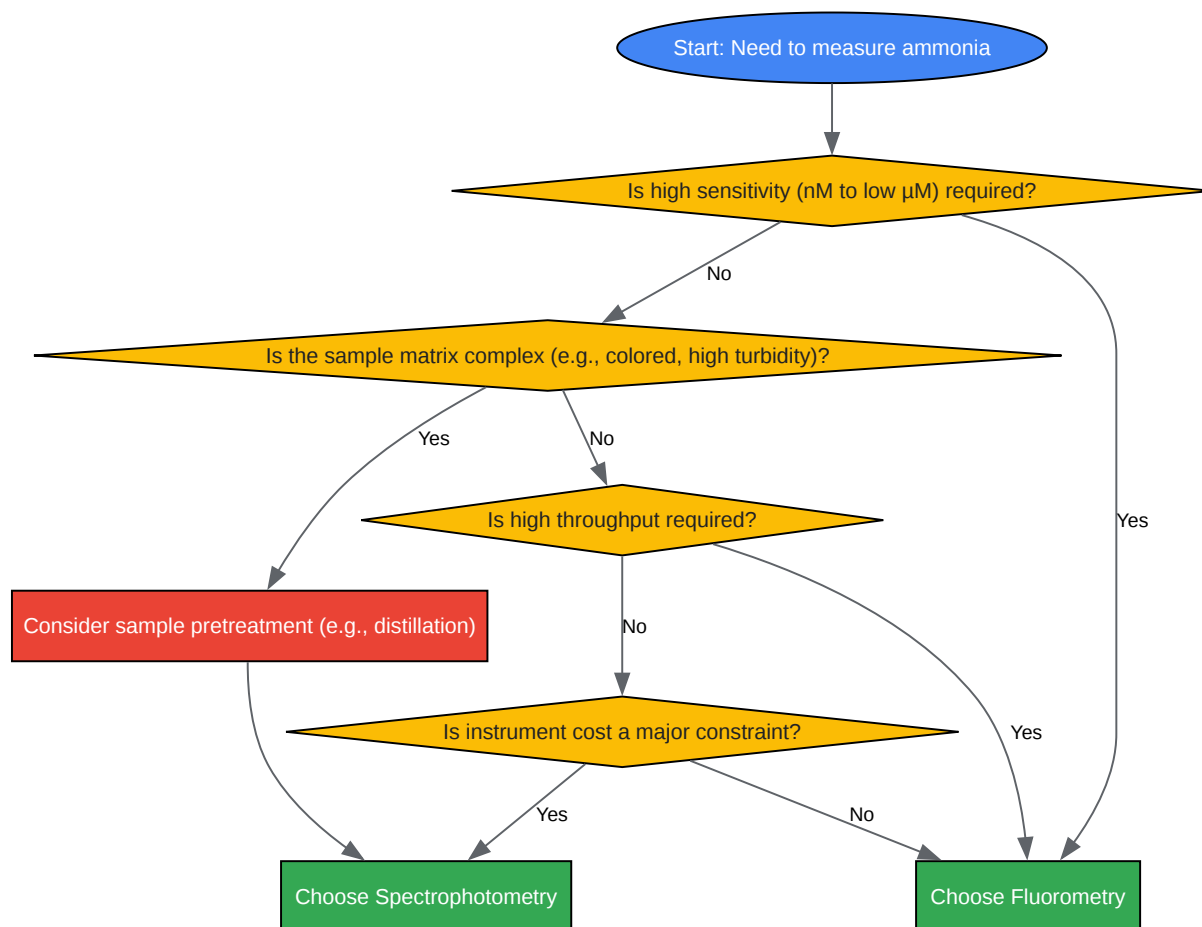 Start: Need to measure ammonia
Is high sensitivity (nM to low µM) required?
No
Is the sample matrix complex (e.g., colored, high turbidity)?
Yes
No
Is high throughput required?
Yes
Consider sample pretreatment (e.g., distillation)
No
Is instrument cost a major constraint?
Yes
Yes
No
Choose Spectrophotometry
Choose Fluorometry